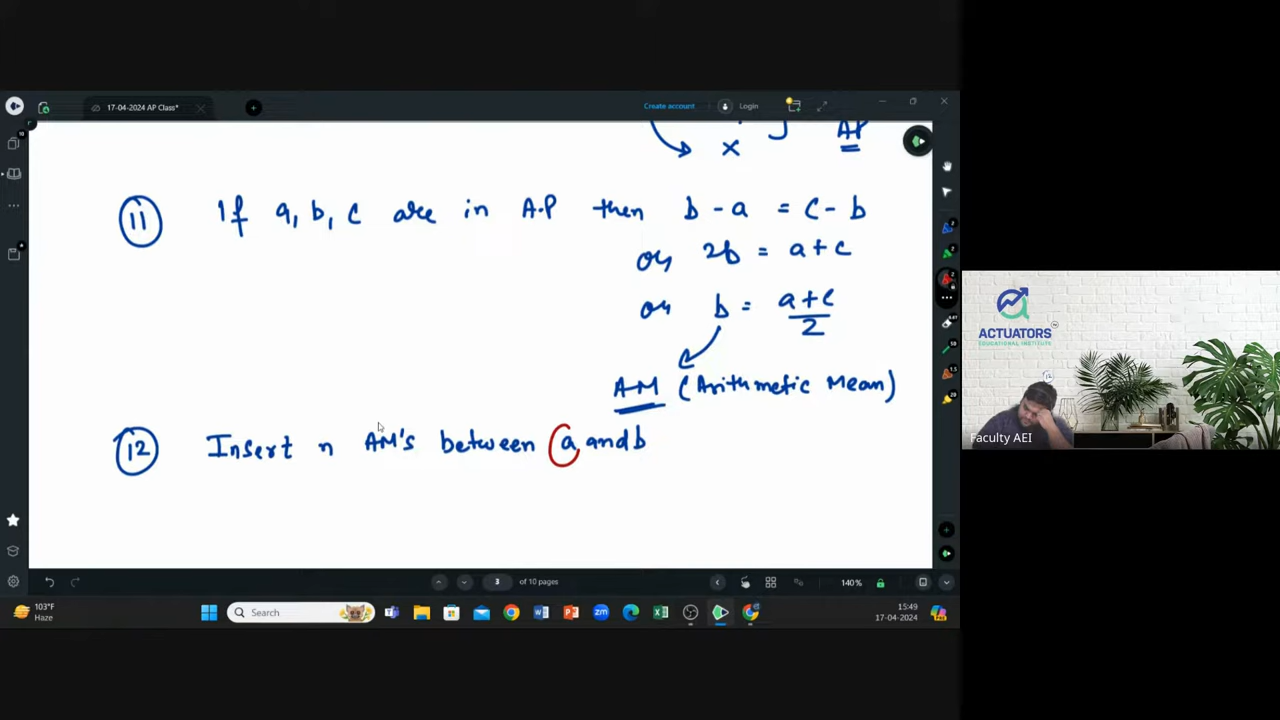 17-04-2024 AP Class*
Create account
Login
AP
x
11 If a, b, c are in A.P then b - a = c - b
or 2b = a + c
or b = a+c/2
AM (Arithmetic Mean)
12 Insert n AM's between a and b
ACTUATORS
EDUCATIONAL INSTITUTE
Faculty AEI
3 of 10 pages
140%
103°F
Haze
Search
15:49
17-04-2024